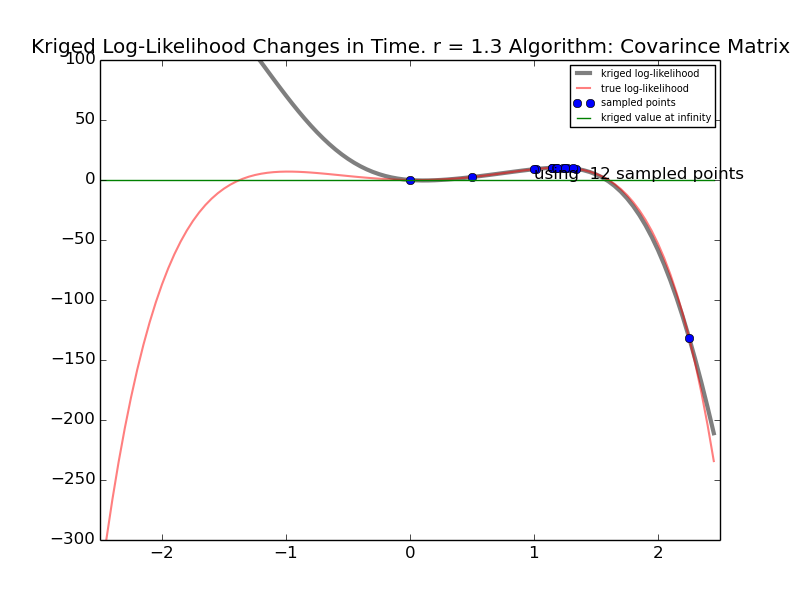 Kriged Log-Likelihood Changes in Time. r = 1.3 Algorithm: Covarince Matrix
100
50
0
−50
−100
−150
−200
−250
−300
kriged log-likelihood
true log-likelihood
sampled points
kriged value at infinity
using  12 sampled points
−2
−1
0
1
2